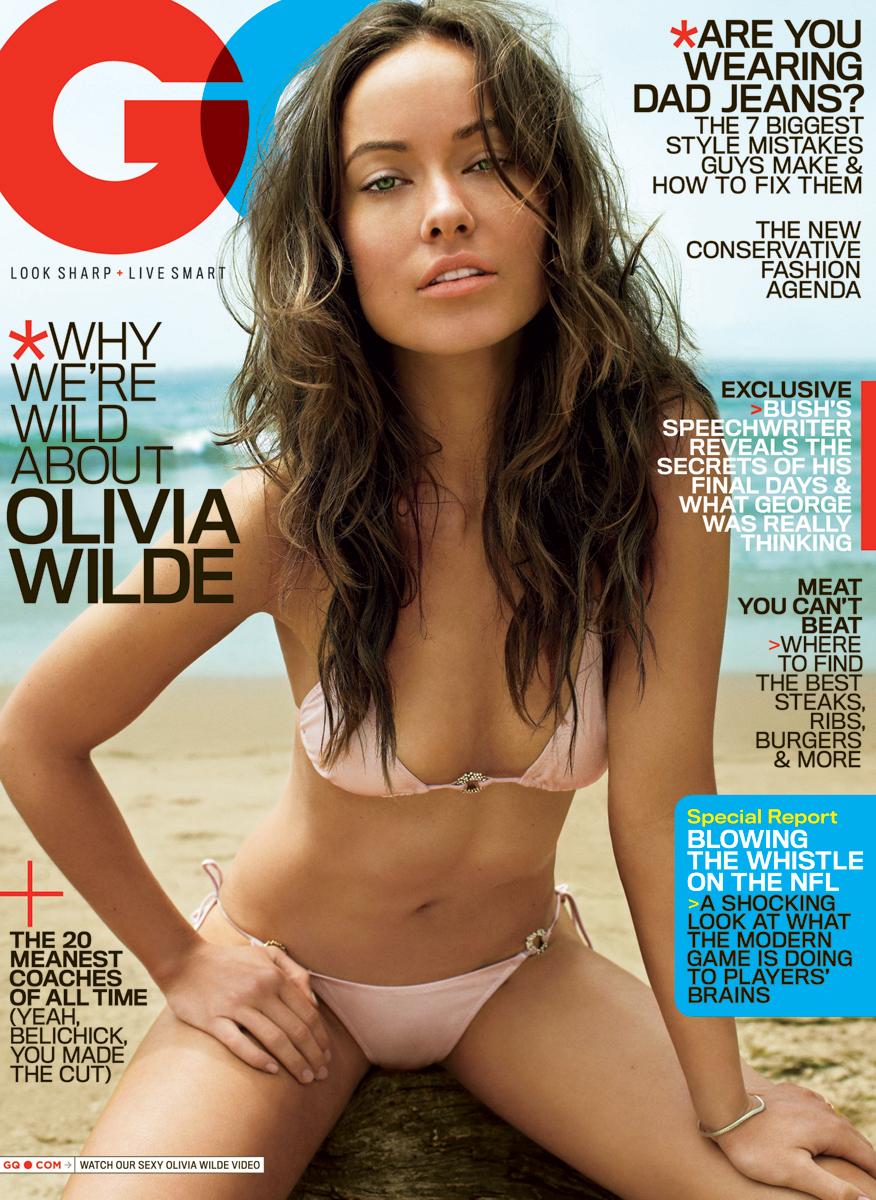 GQ
LOOK SHARP + LIVE SMART
*WHY
WE'RE
WILD
ABOUT
OLIVIA
WILDE
+
THE 20
MEANEST
COACHES
OF ALL TIME
(YEAH,
BELICHICK,
YOU MADE
THE CUT)
GQ ● COM → WATCH OUR SEXY OLIVIA WILDE VIDEO
*ARE YOU
WEARING
DAD JEANS?
THE 7 BIGGEST
STYLE MISTAKES
GUYS MAKE &
HOW TO FIX THEM
THE NEW
CONSERVATIVE
FASHION
AGENDA
EXCLUSIVE
>BUSH'S
SPEECHWRITER
REVEALS THE
SECRETS OF HIS
FINAL DAYS &
WHAT GEORGE
WAS REALLY
THINKING
MEAT
YOU CAN'T
BEAT
>WHERE
TO FIND
THE BEST
STEAKS,
RIBS,
BURGERS
& MORE
Special Report
BLOWING
THE WHISTLE
ON THE NFL
>A SHOCKING
LOOK AT WHAT
THE MODERN
GAME IS DOING
TO PLAYERS'
BRAINS